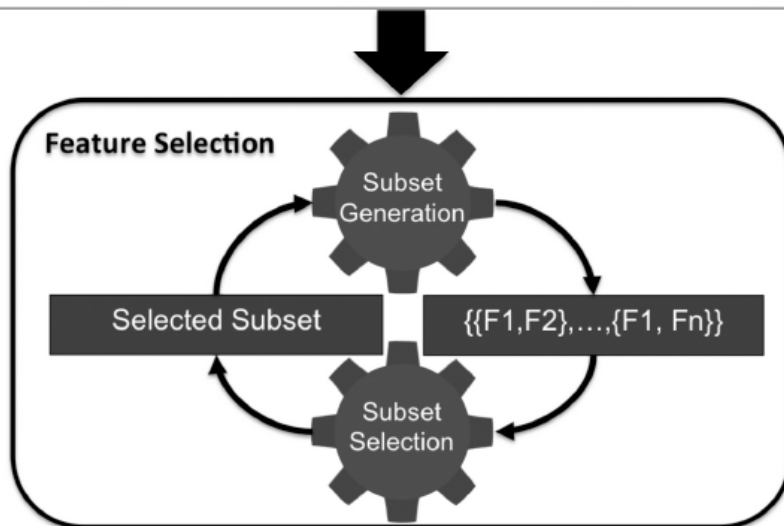 Feature Selection
Subset
Generation
Selected Subset
{{F1,F2},...,{F1, Fn}}
Subset
Selection